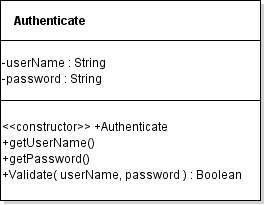 Authenticate
-userName : String
-password : String
<<constructor>> +Authenticate
+getUserName()
+getPassword()
+Validate( userName, password ) : Boolean